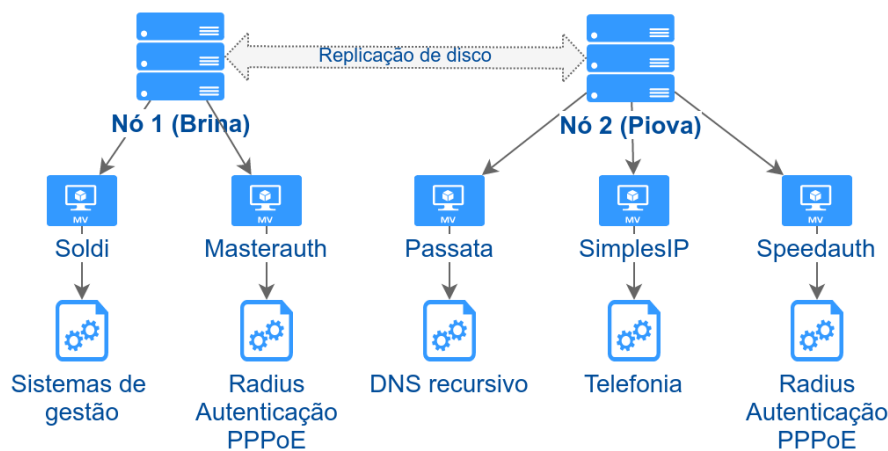 Replicação de disco
Nó 1 (Brina)
Nó 2 (Piova)
MV
MV
MV
MV
MV
Soldi
Masterauth
Passata
SimplesIP
Speedauth
Sistemas de
gestão
Radius
Autenticação
PPPoE
DNS recursivo
Telefonia
Radius
Autenticação
PPPoE